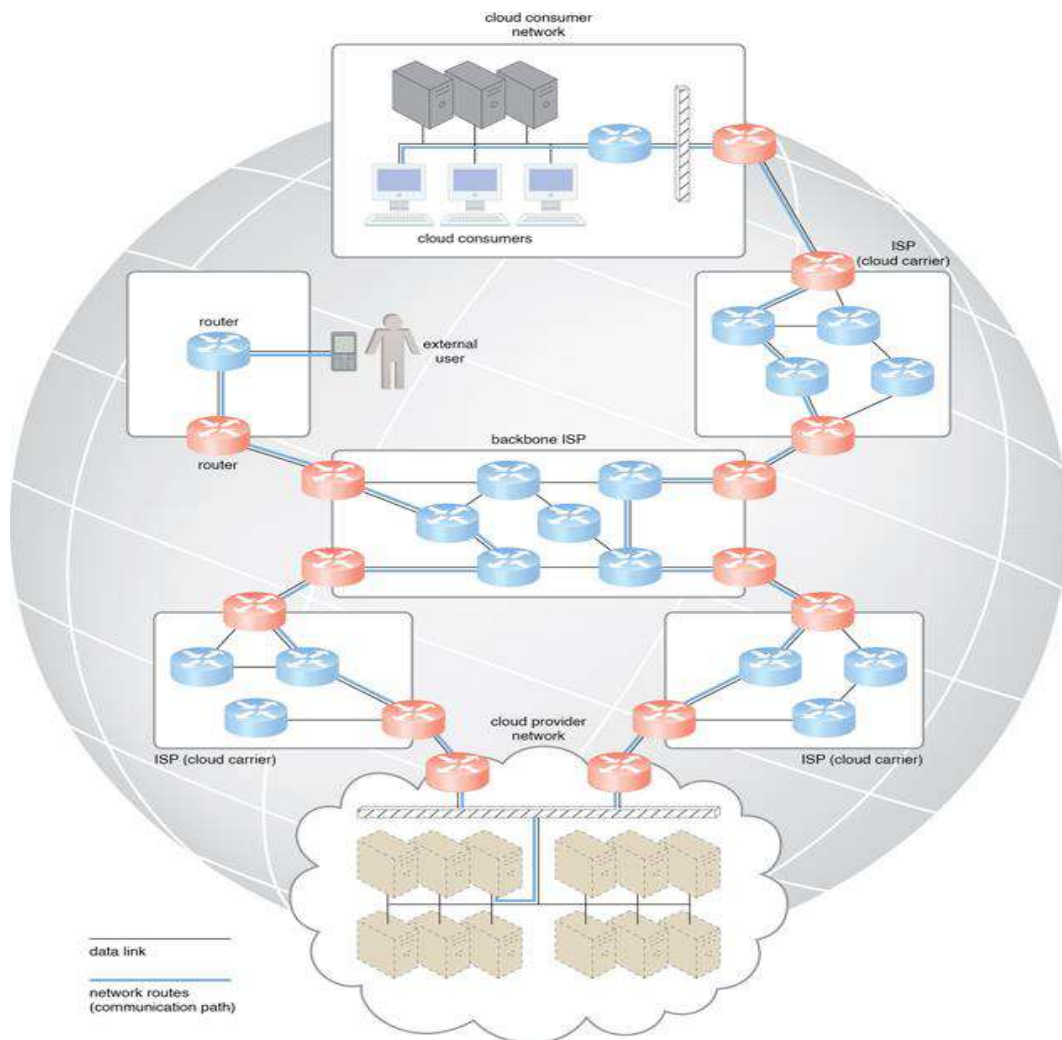 cloud consumer
network
cloud consumers
ISP
(cloud carrier)
router
external
user
router
backbone ISP
cloud provider
network
ISP (cloud carrier)
ISP (cloud carrier)
data link
network routes
(communication path)